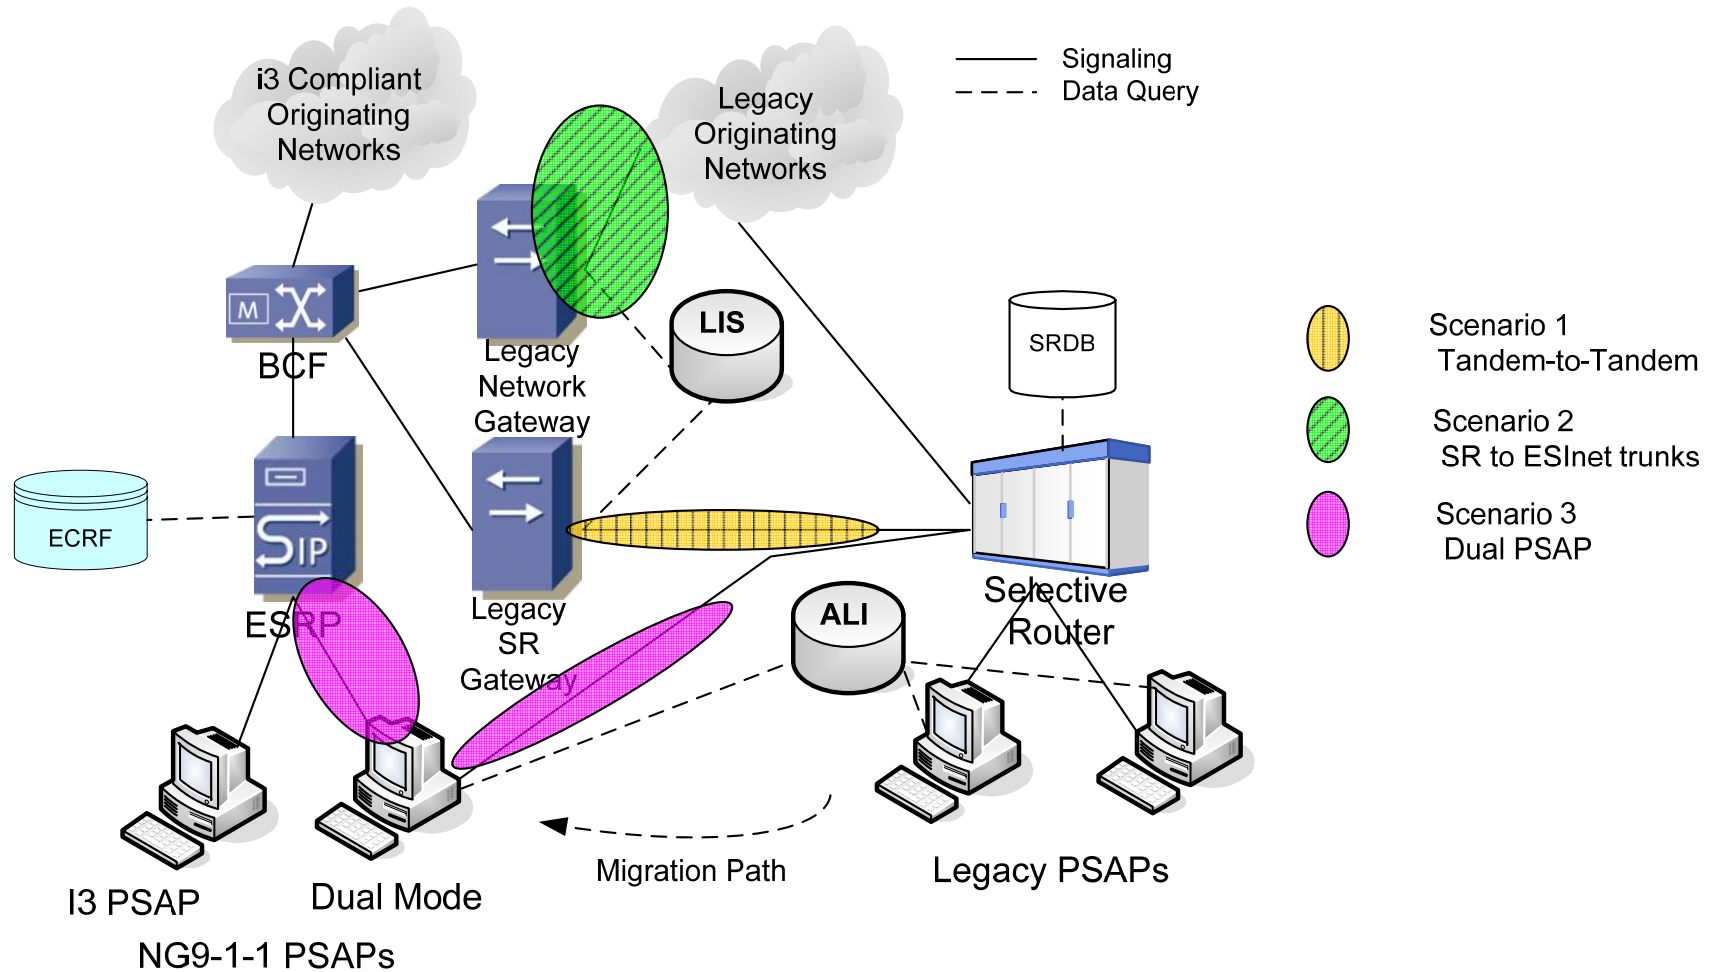 i3 Compliant
Originating
Networks
Legacy
Originating
Networks
Signaling
Data Query
M
BCF
Legacy
Network
Gateway
LIS
SRDB
Scenario 1
Tandem-to-Tandem
Scenario 2
SR to ESInet trunks
Scenario 3
Dual PSAP
ECRF
SIP
ESRP
Legacy
SR
Gateway
ALI
Selective
Router
Migration Path
Legacy PSAPs
I3 PSAP
Dual Mode
NG9-1-1 PSAPs